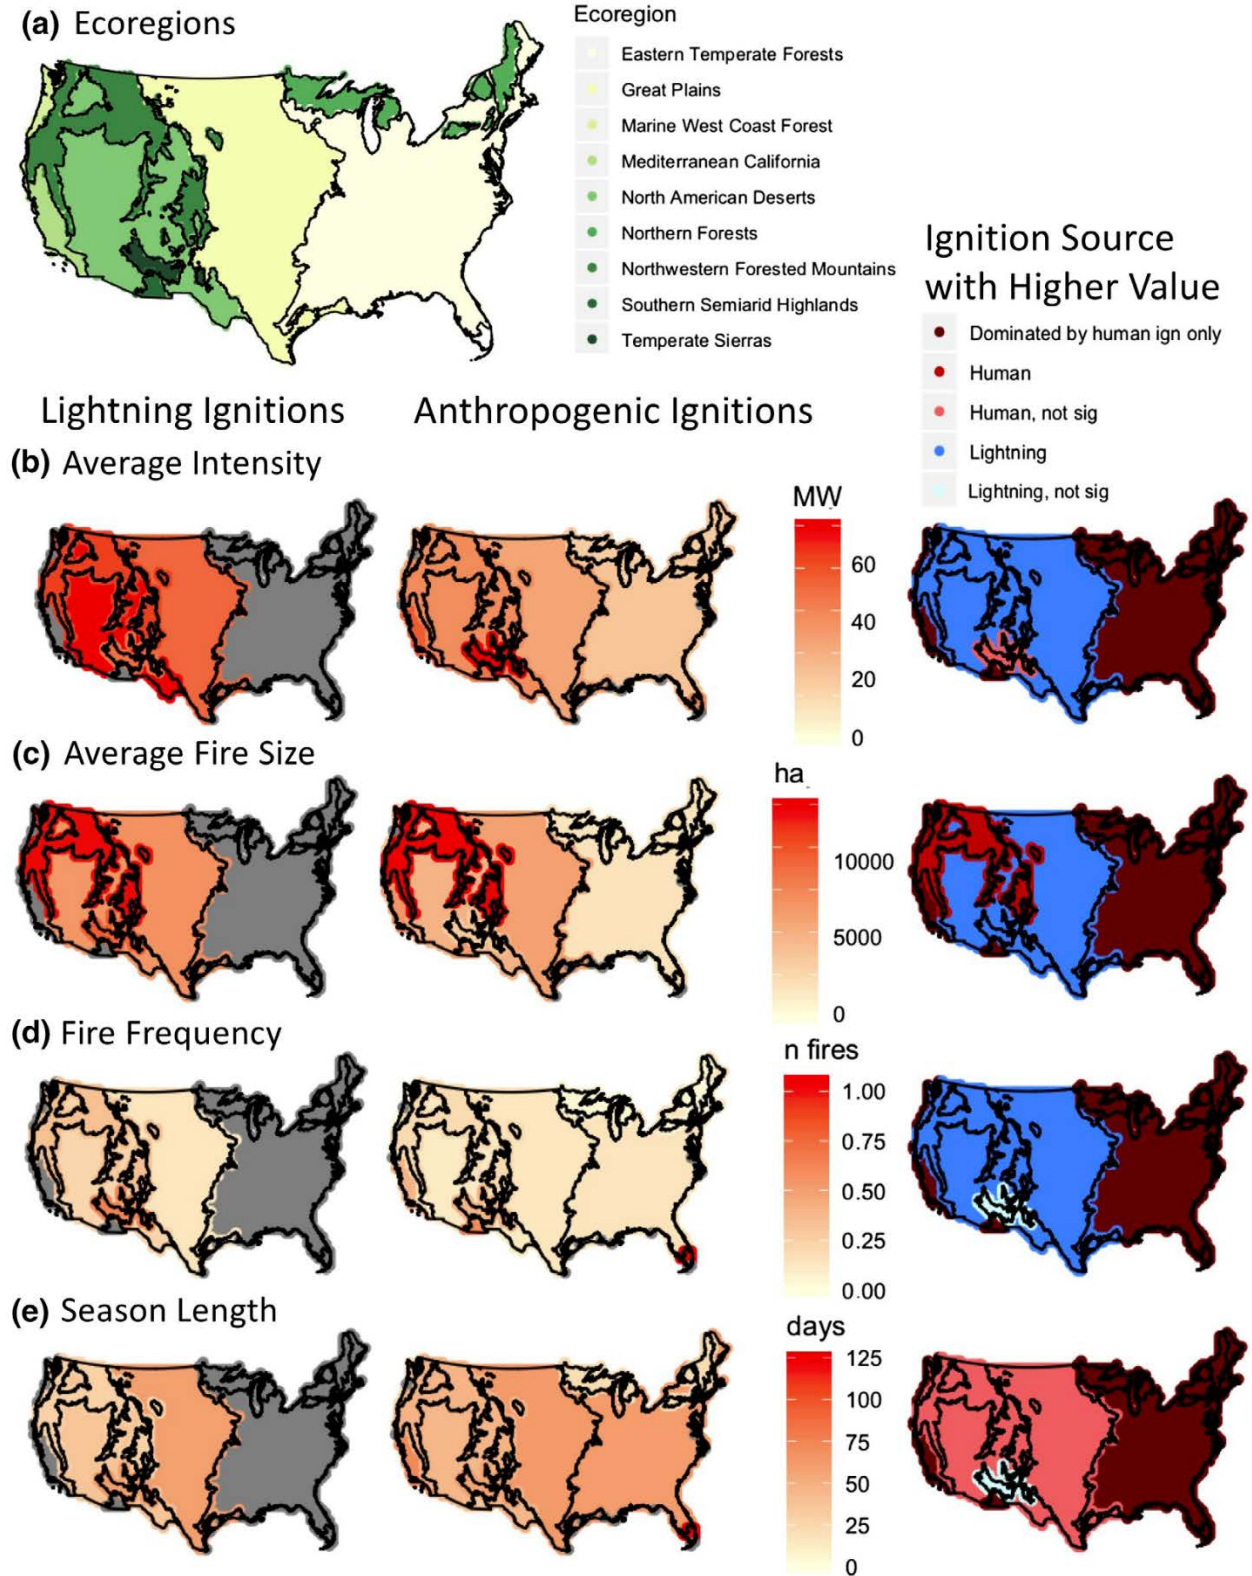 (a) Ecoregions
Ecoregion
Eastern Temperate Forests
Great Plains
Marine West Coast Forest
Mediterranean California
North American Deserts
Northern Forests
Northwestern Forested Mountains
Southern Semiarid Highlands
Temperate Sierras
Ignition Source
with Higher Value
Dominated by human ign only
Human
Human, not sig
Lightning
Lightning, not sig
Lightning Ignitions
Anthropogenic Ignitions
(b) Average Intensity
MW
60
40
20
0
(c) Average Fire Size
ha
10000
5000
0
(d) Fire Frequency
n fires
1.00
0.75
0.50
0.25
0.00
(e) Season Length
days
125
100
75
50
25
0